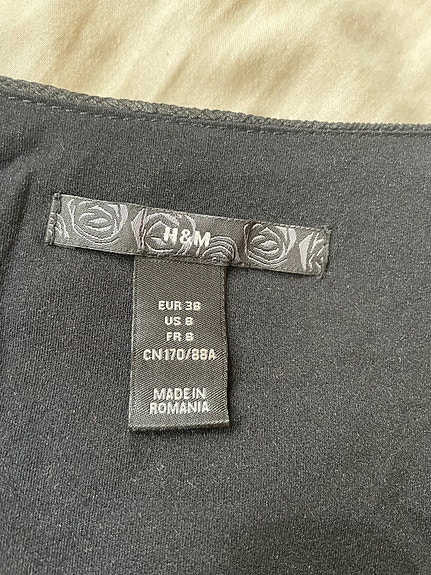 H&M
EUR 38
US 8
FR 8
CN170/88A
MADE IN
ROMANIA